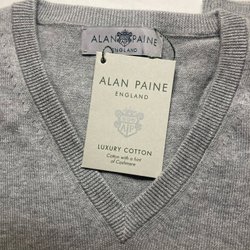 ALAN PAINE
ENGLAND
ALAN PAINE
ENGLAND
LUXURY COTTON
Cotton with a hint
of Cashmere